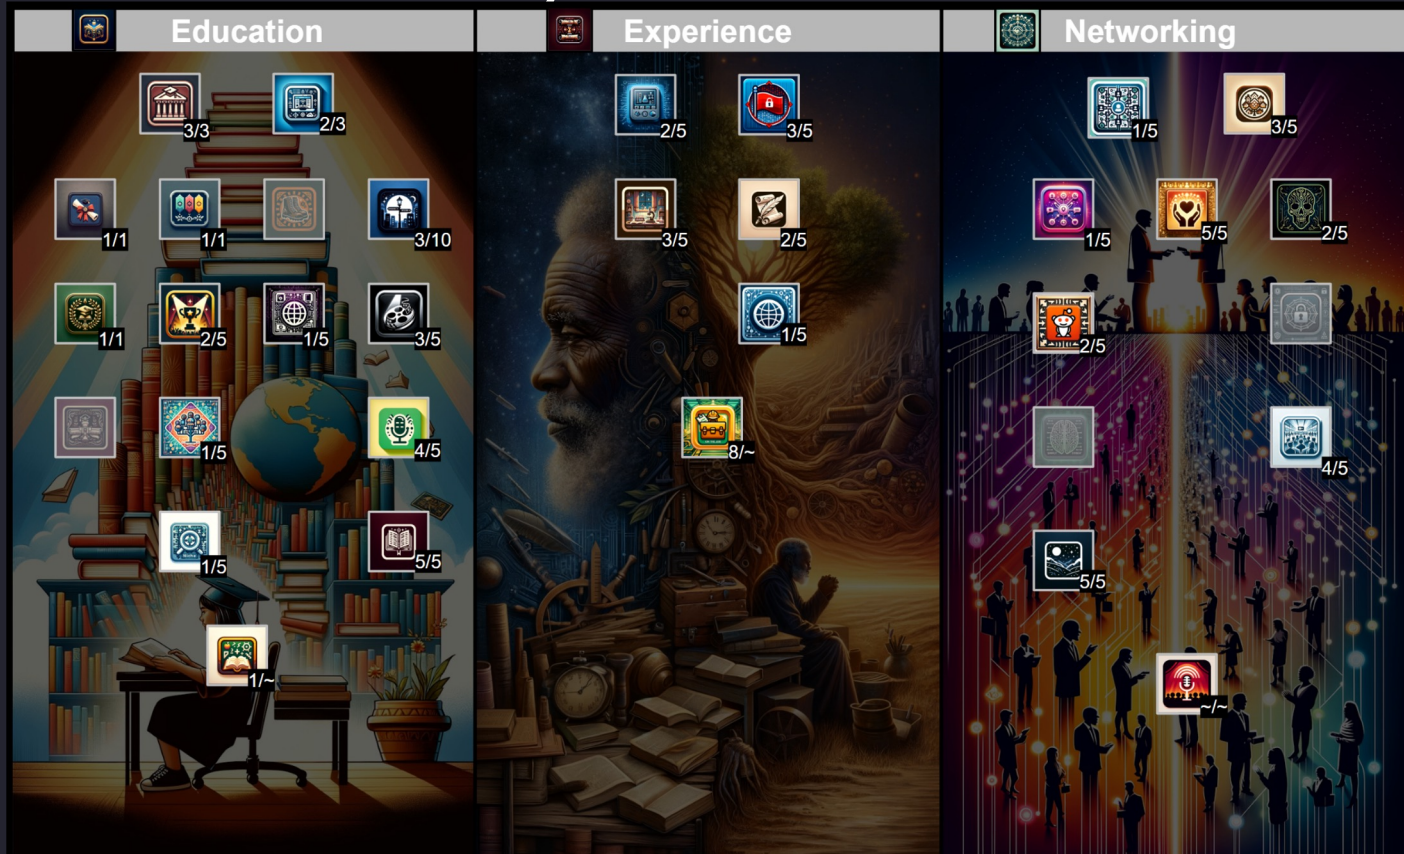 Education Experience Networking
3/3 2/3 2/5 3/5 1/5 3/5
1/1 1/1 3/10 3/5 2/5 1/5 5/5 2/5
1/1 2/5 1/5 3/5 1/5 2/5
1/5 4/5 8/~ 4/5
1/5 5/5 5/5
1/~ ~/~